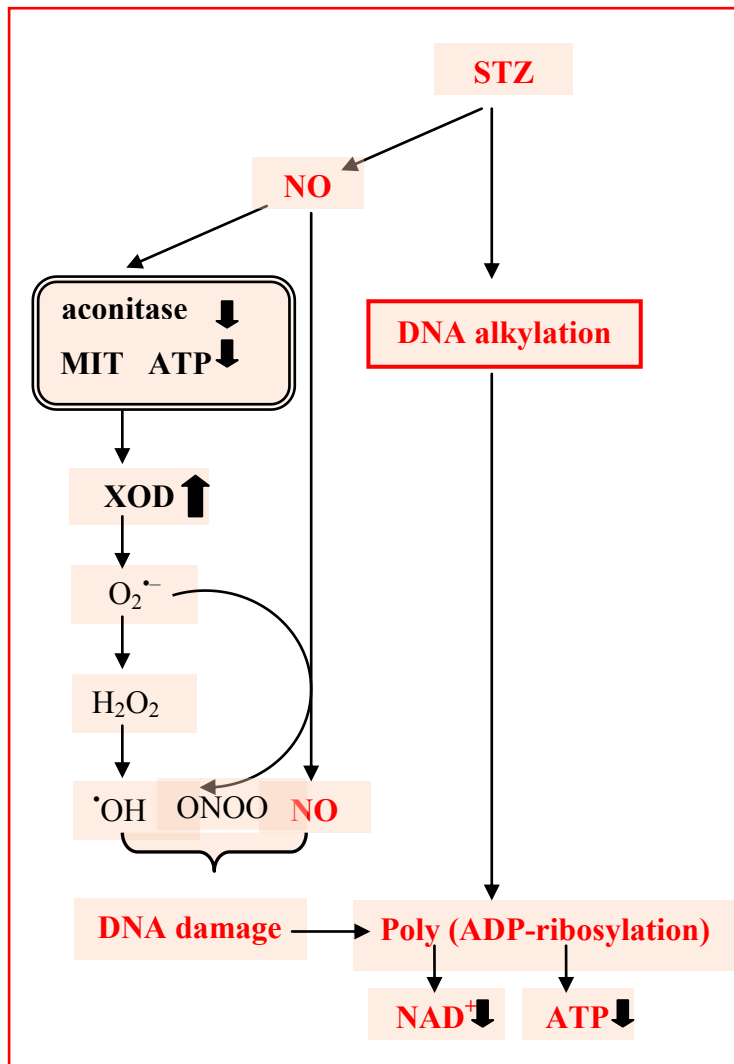 STZ
NO
aconitase
MIT ATP
DNA alkylation
XOD
O₂•−
H₂O₂
•OH ONOO NO
DNA damage
Poly (ADP-ribosylation)
NAD⁺ ATP